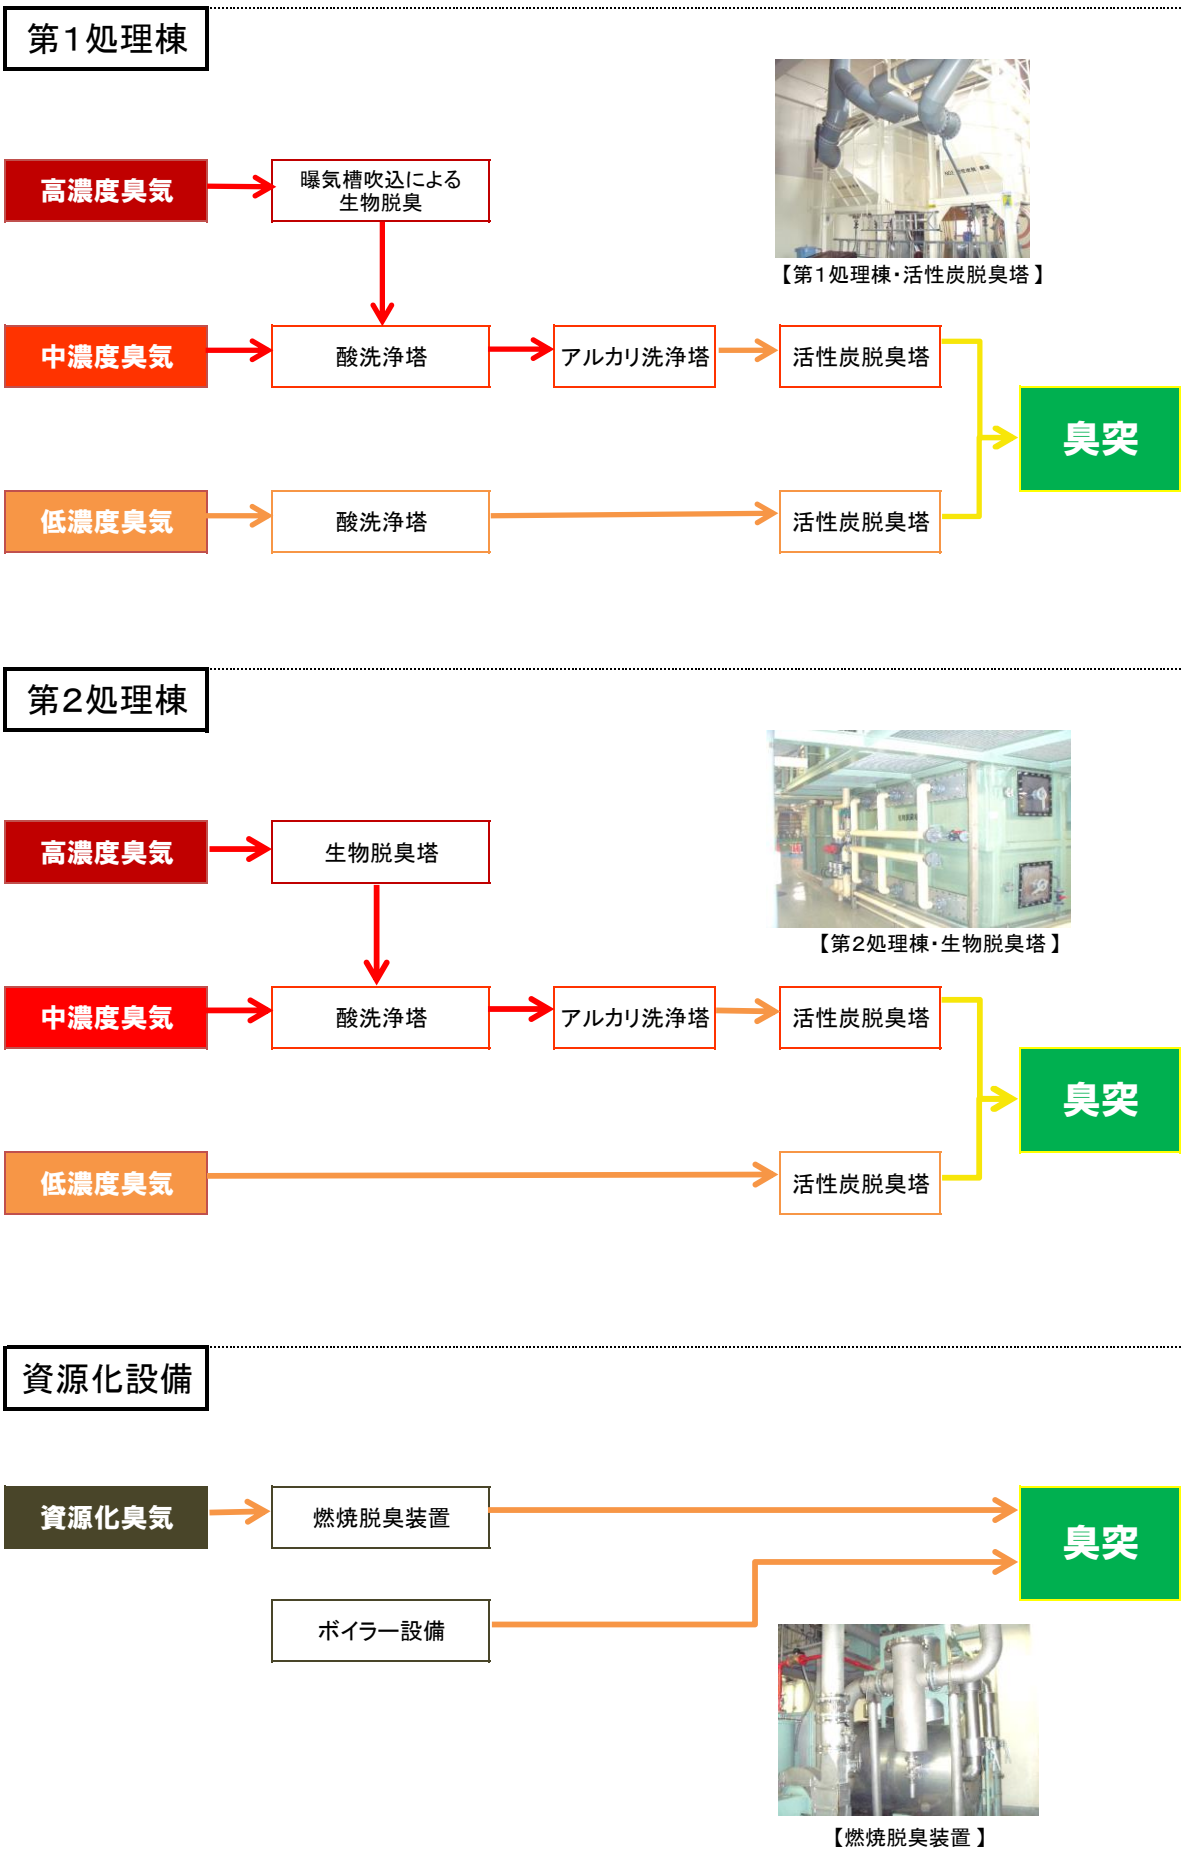 第1処理棟
高濃度臭気
曝気槽吹込による
生物脱臭
【第1処理棟・活性炭脱臭塔】
中濃度臭気
酸洗浄塔
アルカリ洗浄塔
活性炭脱臭塔
臭突
低濃度臭気
酸洗浄塔
活性炭脱臭塔
第2処理棟
高濃度臭気
生物脱臭塔
【第2処理棟・生物脱臭塔】
中濃度臭気
酸洗浄塔
アルカリ洗浄塔
活性炭脱臭塔
臭突
低濃度臭気
活性炭脱臭塔
資源化設備
資源化臭気
燃焼脱臭装置
臭突
ボイラー設備
【燃焼脱臭装置】